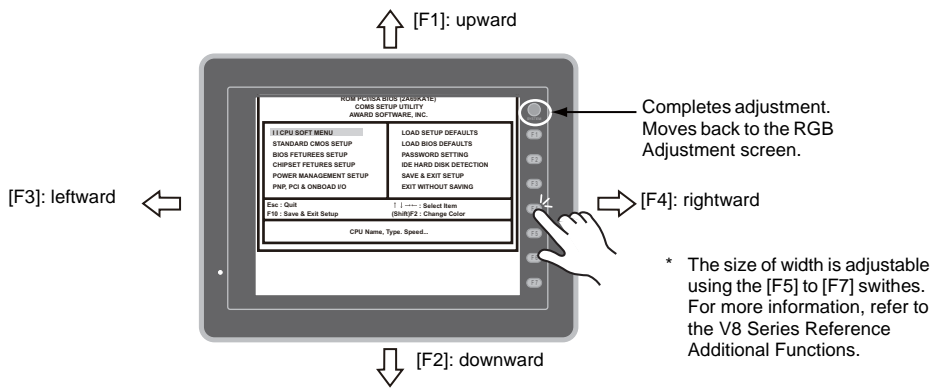 [F1]: upward
ROM PCI/ISA BIOS (2A69KA1E)
COMS SETUP UTILITY
AWARD SOFTWARE, INC.
! ! CPU SOFT MENU
STANDARD CMOS SETUP
BIOS FETUREES SETUP
CHIPSET FETURES SETUP
POWER MANAGEMENT SETUP
PNP, PCI & ONBOAD I/O
LOAD SETUP DEFAULTS
LOAD BIOS DEFAULTS
PASSWORD SETTING
IDE HARD DISK DETECTION
SAVE & EXIT SETUP
EXIT WITHOUT SAVING
Esc : Quit
F10 : Save & Exit Setup
↑ ↓ → ← : Select Item
(Shift)F2 : Change Color
CPU Name, Type. Speed...
F1
F2
F3
F5
F7
Completes adjustment.
Moves back to the RGB
Adjustment screen.
[F3]: leftward
[F4]: rightward
* The size of width is adjustable
using the [F5] to [F7] swithes.
For more information, refer to
the V8 Series Reference
Additional Functions.
[F2]: downward